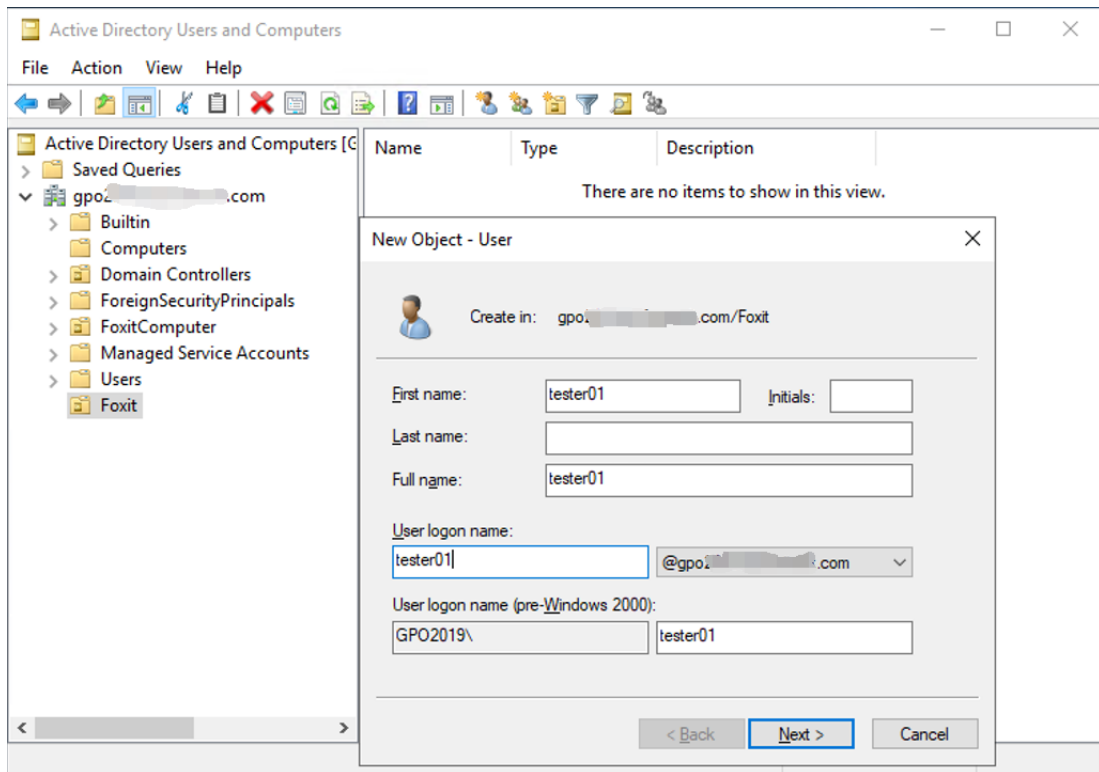 Active Directory Users and Computers
File Action View Help
Active Directory Users and Computers [G
Name Type Description
Saved Queries
There are no items to show in this view.
.com
Builtin
Computers
Domain Controllers
ForeignSecurityPrincipals
FoxitComputer
Managed Service Accounts
Users
Foxit
New Object - User
Create in: .com/Foxit
First name: tester01 Initials:
Last name:
Full name: tester01
User logon name:
tester01 .com
User logon name (pre-Windows 2000):
GPO2019\ tester01
< Back Next > Cancel